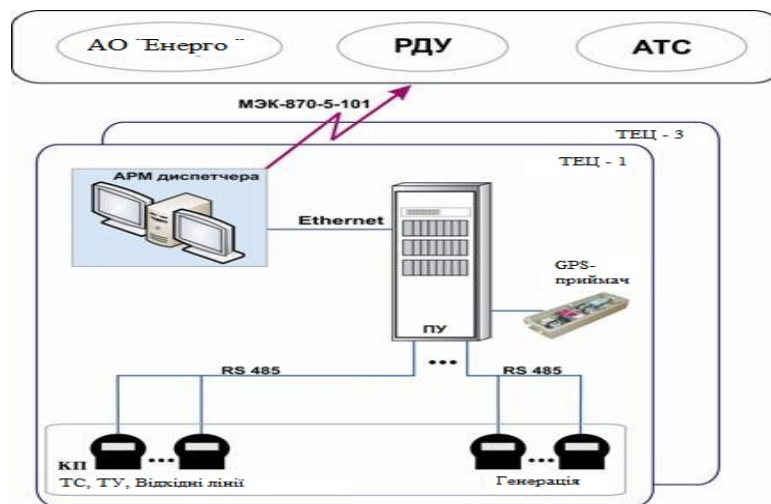 АО "Енерго"
РДУ
АТС
МЭК-870-5-101
ТЕЦ - 3
ТЕЦ - 1
АРМ диспетчера
Ethernet
GPS-
приймач
ПУ
...
RS 485
RS 485
...
...
КП
ТС, ТУ, Відхідні лінії
Генерація